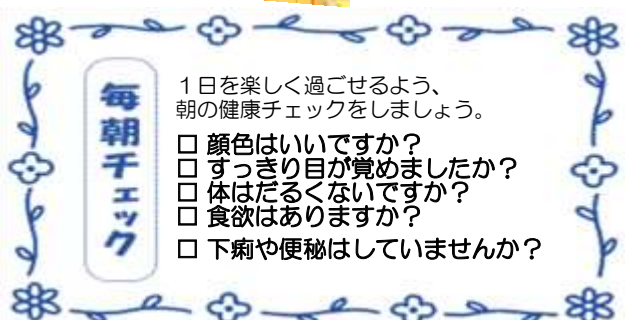 毎朝チェック
１日を楽しく過ごせるよう、
朝の健康チェックをしましょう。
□ 顔色はいいですか？
□ すっきり目が覚めましたか？
□ 体はだるくないですか？
□ 食欲はありますか？
□ 下痢や便秘はしていませんか？